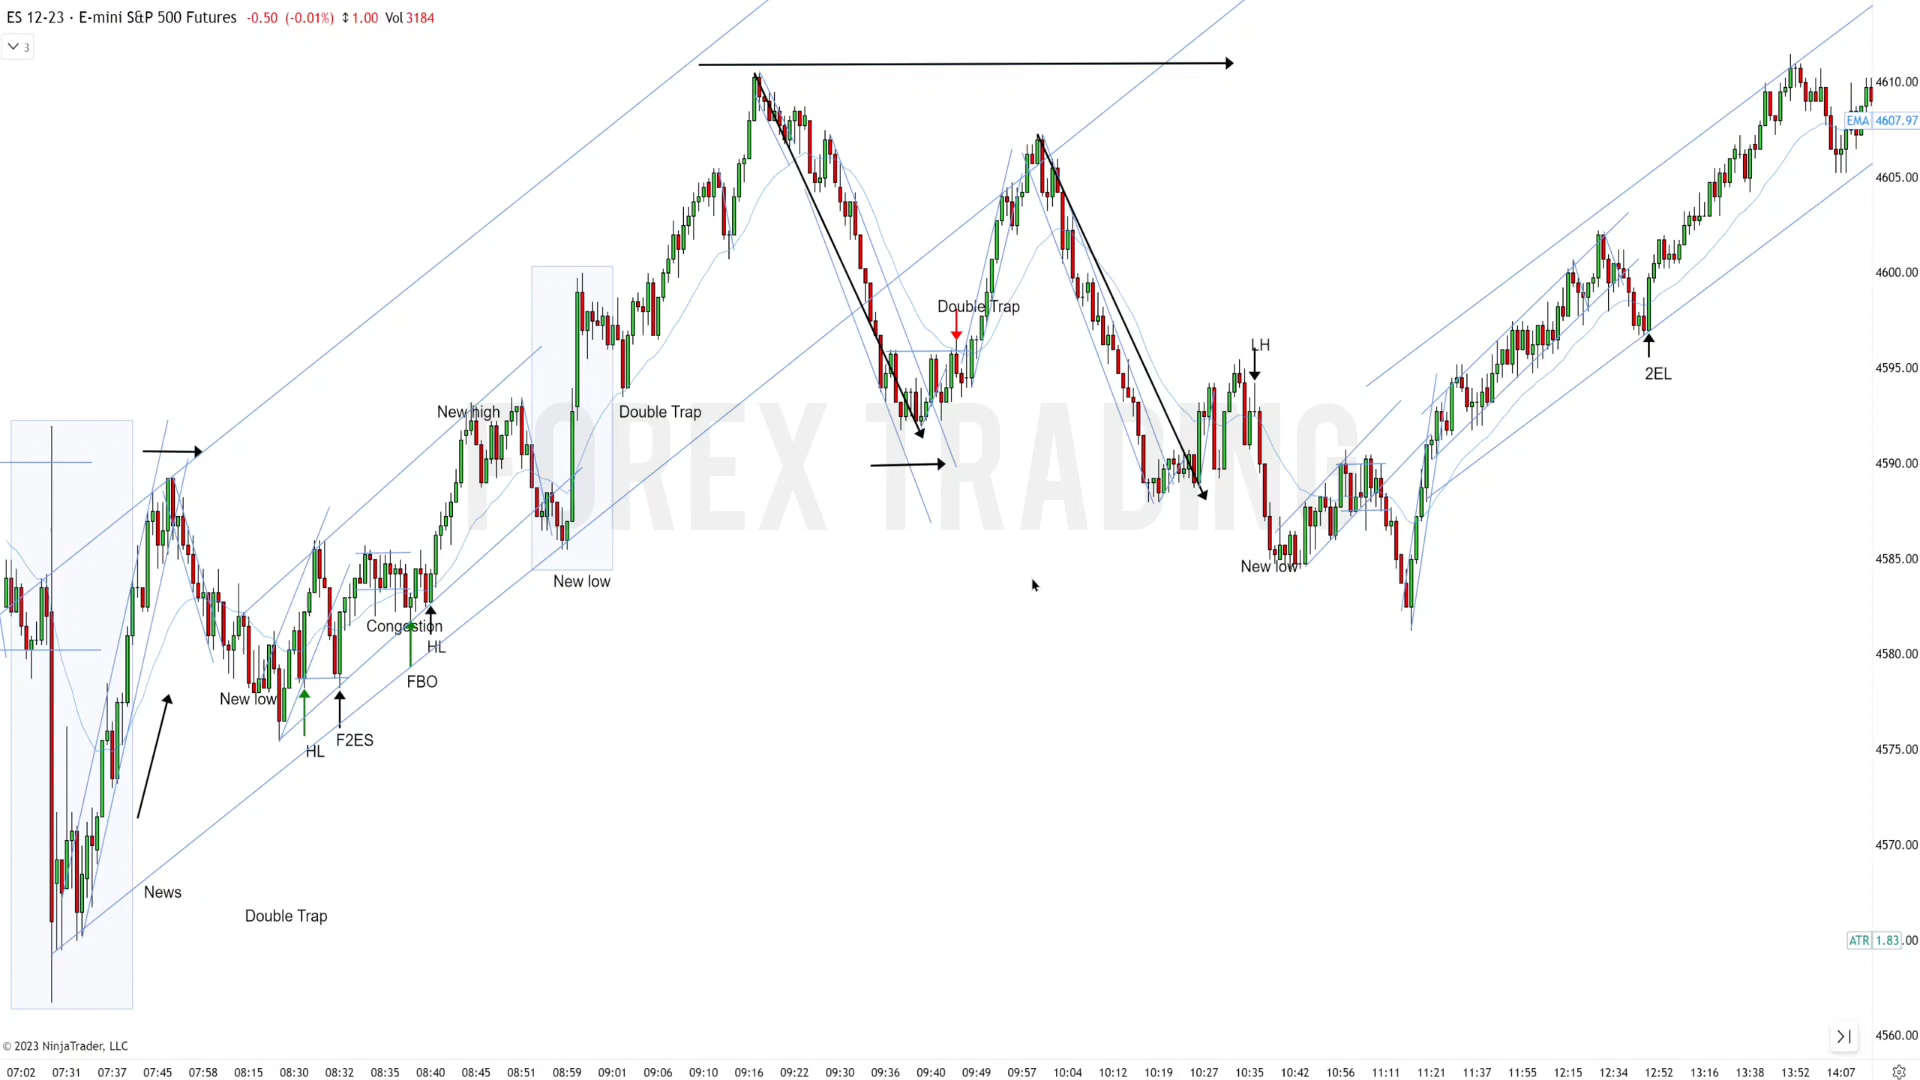 ES 12-23 · E-mini S&P 500 Futures -0.50 (-0.01%) ↕1.00 Vol 3184
3
4610.00
EMA 4607.97
4605.00
4600.00
Double Trap
4595.00
LH
2EL
New high
Double Trap
FOREX TRADING
4590.00
4585.00
New low
New low
Congestion
HL
4580.00
FBO
New low
F2ES
HL
4575.00
4570.00
News
Double Trap
ATR 1.83 .00
4560.00
© 2023 NinjaTrader, LLC
07:02 07:31 07:37 07:45 07:58 08:15 08:30 08:32 08:35 08:40 08:45 08:51 08:59 09:01 09:06 09:10 09:16 09:22 09:30 09:36 09:40 09:49 09:57 10:04 10:12 10:19 10:27 10:35 10:42 10:56 11:11 11:21 11:37 11:55 12:15 12:34 12:52 13:16 13:38 13:52 14:07